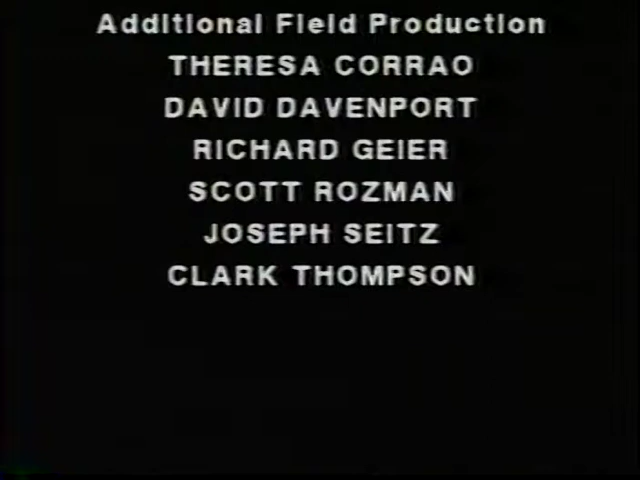 Additional Field Production
THERESA CORRAO
DAVID DAVENPORT
RICHARD GEIER
SCOTT ROZMAN
JOSEPH SEITZ
CLARK THOMPSON